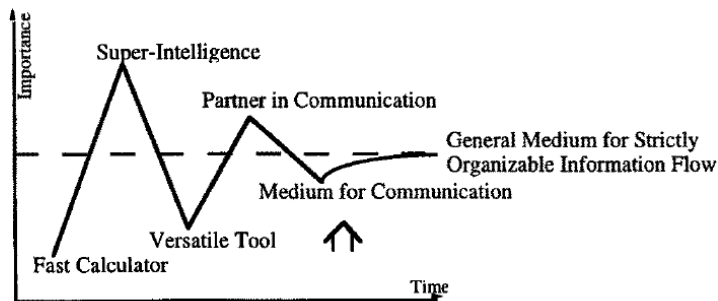 Importance
Super-Intelligence
Partner in Communication
General Medium for Strictly
Organizable Information Flow
Medium for Communication
Versatile Tool
Fast Calculator
Time